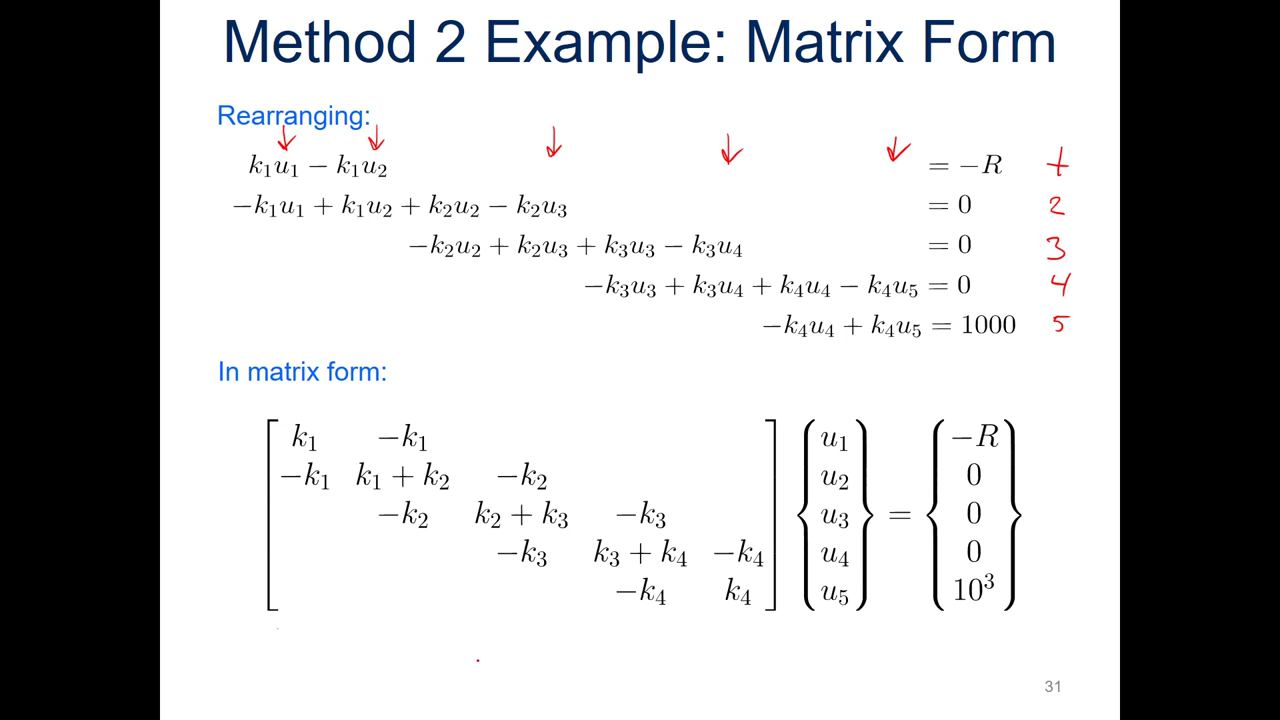 Method 2 Example: Matrix Form
Rearranging:
↓ ↓ ↓ ↓ ↓
k₁u₁ − k₁u₂ = −R 1
−k₁u₁ + k₁u₂ + k₂u₂ − k₂u₃ = 0 2
−k₂u₂ + k₂u₃ + k₃u₃ − k₃u₄ = 0 3
−k₃u₃ + k₃u₄ + k₄u₄ − k₄u₅ = 0 4
−k₄u₄ + k₄u₅ = 1000 5
In matrix form:
k₁ −k₁ u₁ −R
−k₁ k₁ + k₂ −k₂ u₂ 0
−k₂ k₂ + k₃ −k₃ u₃ = 0
−k₃ k₃ + k₄ −k₄ u₄ 0
−k₄ k₄ u₅ 10³
31